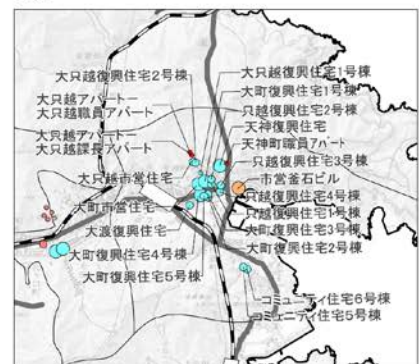 大只越復興住宅2号棟
大只越アパートー
大只越職員アパート
大只越アパートー
大只越課長アパート
大只越市営住宅
大町市営住宅
大渡復興住宅
大町復興住宅4号棟
大町復興住宅5号棟
大只越復興住宅1号棟
大町復興住宅1号棟
只越復興住宅2号棟
天神復興住宅
天神町職員アパート
只越復興住宅3号棟
市営釜石ビル
只越復興住宅4号棟
只越復興住宅1号棟
大町復興住宅3号棟
大町復興住宅2号棟
コミュニティ住宅6号棟
コミュニティ住宅5号棟